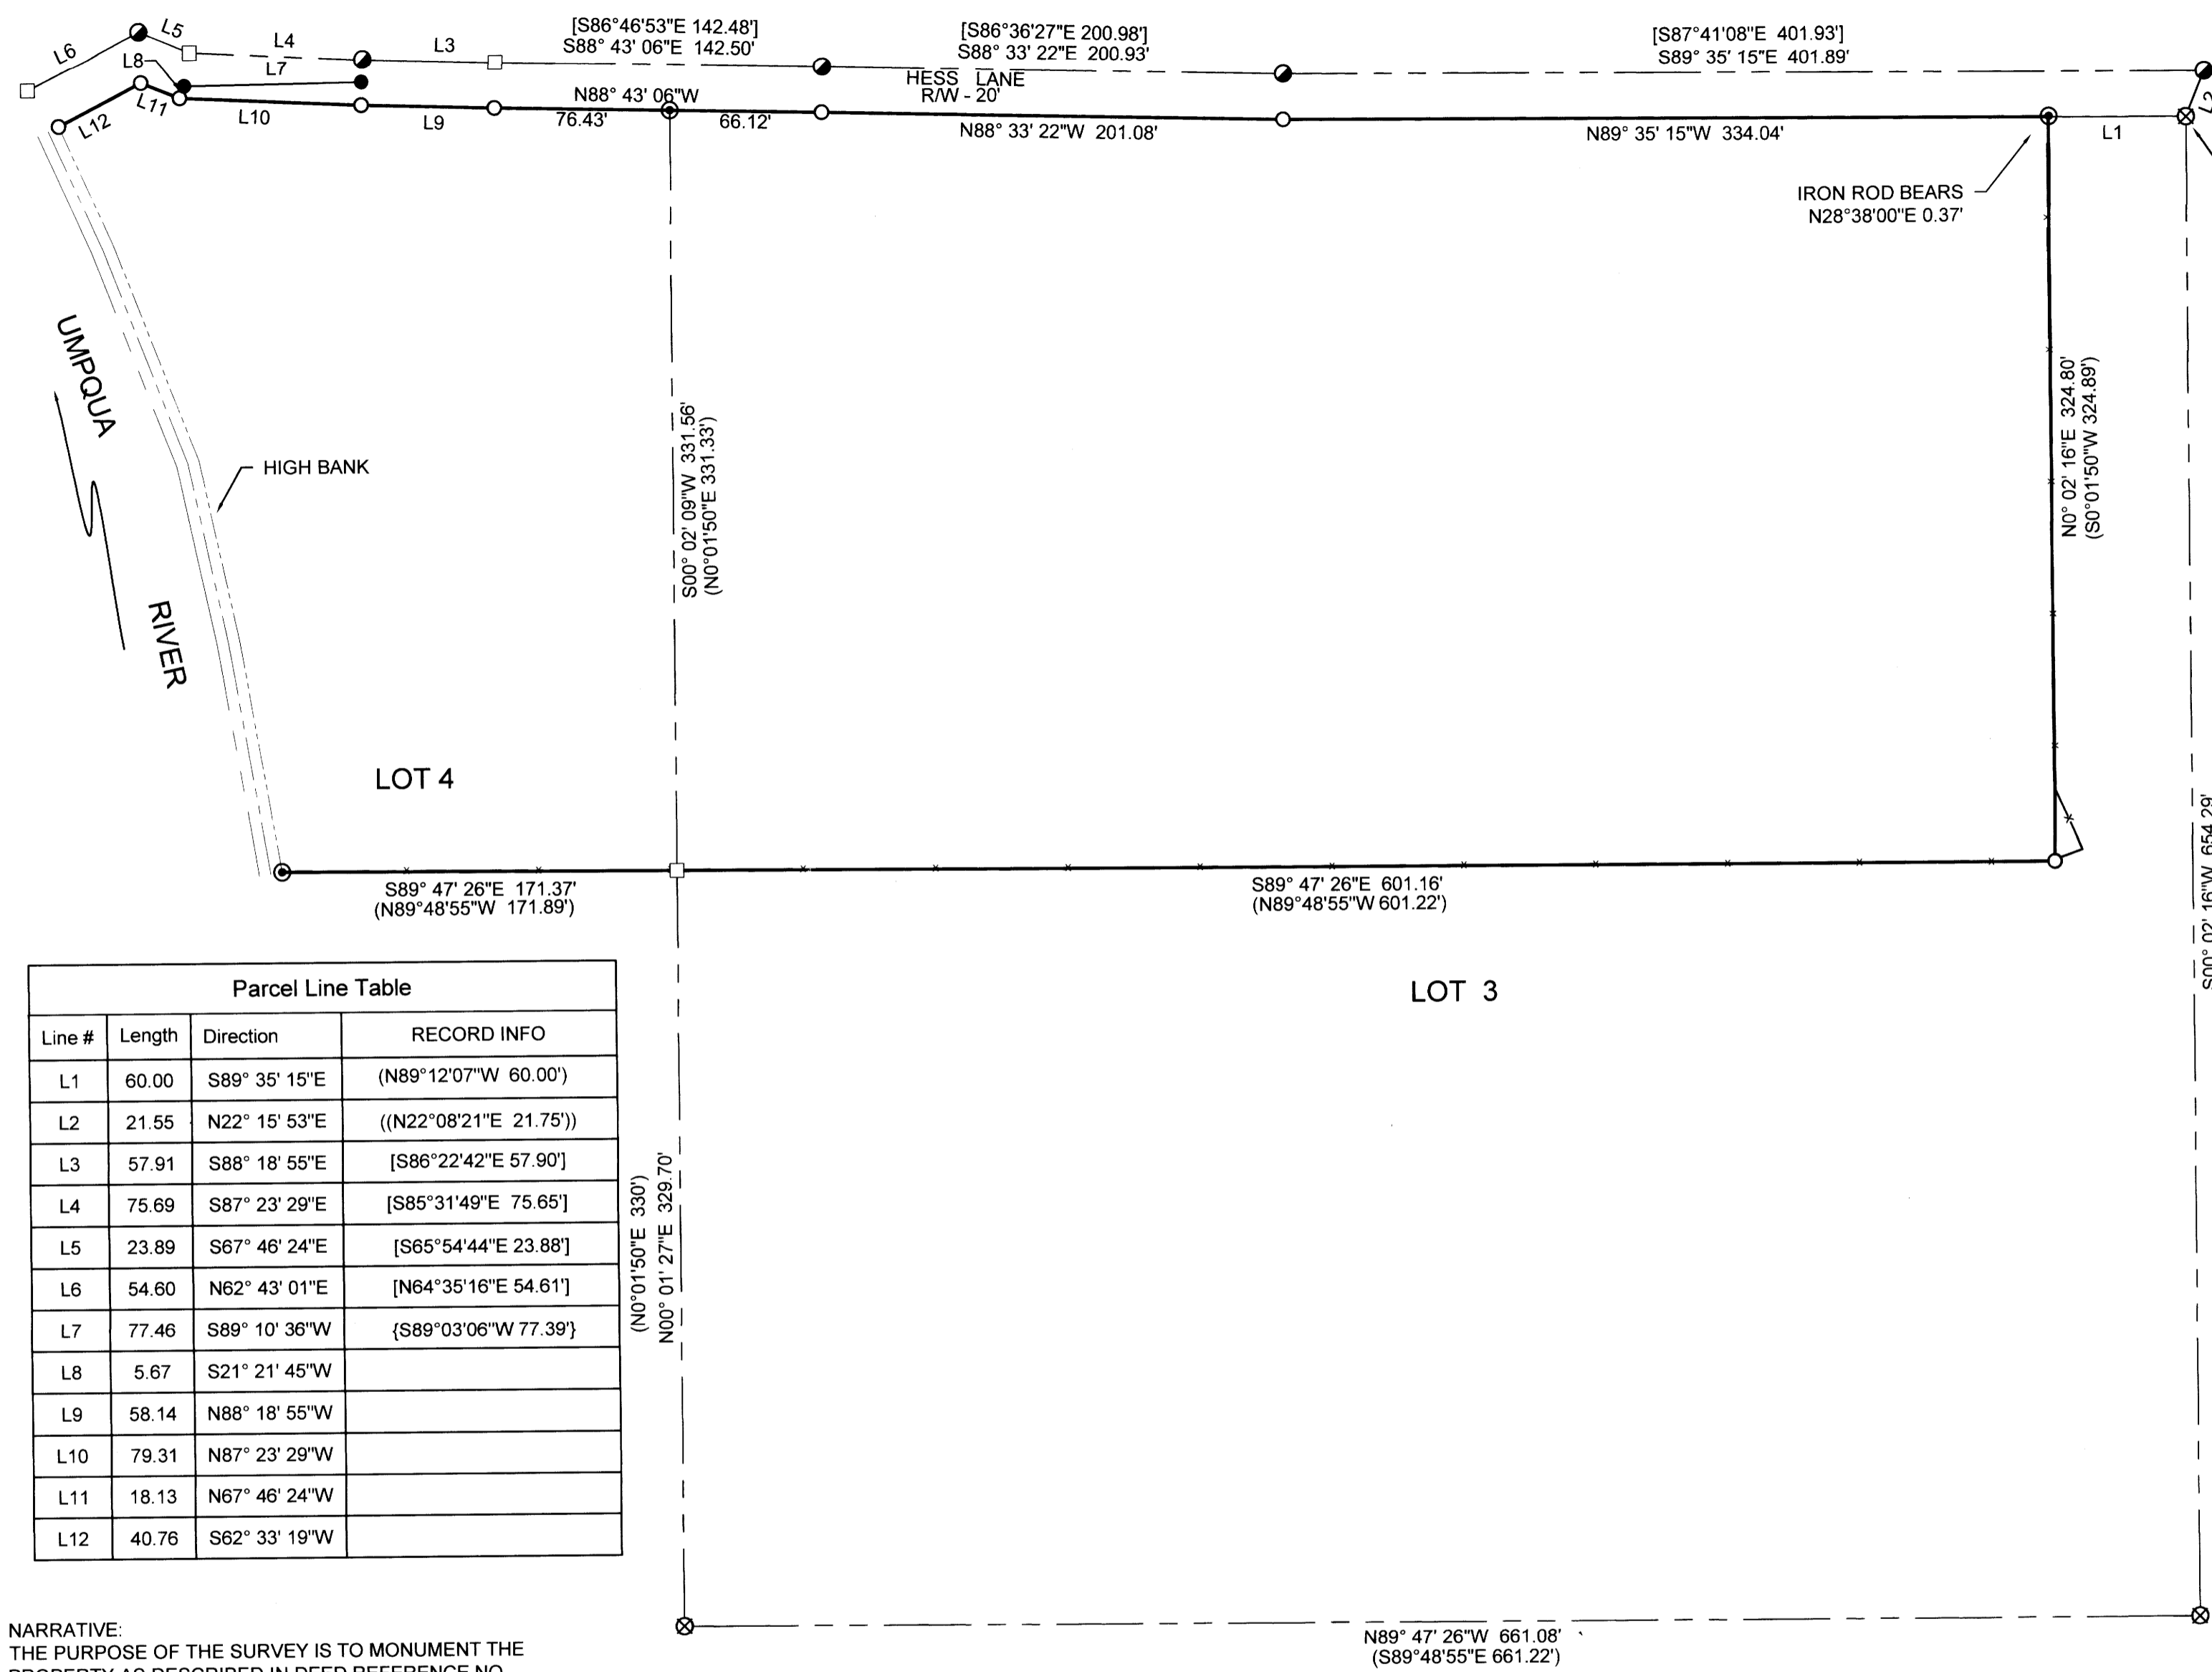 [S86°46'53"E 142.48']
S88° 43' 06"E 142.50'
[S86°36'27"E 200.98']
S88° 33' 22"E 200.93'
[S87°41'08"E 401.93']
S89° 35' 15"E 401.89'
L6
L5
L4
L3
L8
L7
HESS LANE
R/W - 20'
L2
L12
L11
L10
L9
N88° 43' 06"W
76.43'
66.12'
N88° 33' 22"W 201.08'
N89° 35' 15"W 334.04'
L1
IRON ROD BEARS
N28°38'00"E 0.37'
UMPQUA
RIVER
HIGH BANK
S00° 02' 09"W 331.56'
(N0°01'50"E 331.33')
N0° 02' 16"E 324.80'
(S0°01'50"W 324.89')
LOT 4
S89° 47' 26"E 171.37'
(N89°48'55"W 171.89')
S89° 47' 26"E 601.16'
(N89°48'55"W 601.22')
S00° 02' 16"W 654.29'
LOT 3
Parcel Line Table
Line # Length Direction RECORD INFO
L1 60.00 S89° 35' 15"E (N89°12'07"W 60.00')
L2 21.55 N22° 15' 53"E ((N22°08'21"E 21.75'))
L3 57.91 S88° 18' 55"E [S86°22'42"E 57.90']
L4 75.69 S87° 23' 29"E [S85°31'49"E 75.65']
L5 23.89 S67° 46' 24"E [S65°54'44"E 23.88']
L6 54.60 N62° 43' 01"E [N64°35'16"E 54.61']
L7 77.46 S89° 10' 36"W {S89°03'06"W 77.39'}
L8 5.67 S21° 21' 45"W
L9 58.14 N88° 18' 55"W
L10 79.31 N87° 23' 29"W
L11 18.13 N67° 46' 24"W
L12 40.76 S62° 33' 19"W
(N0°01'50"E 330')
N00° 01' 27"E 329.70'
N89° 47' 26"W 661.08'
(S89°48'55"E 661.22')
NARRATIVE:
THE PURPOSE OF THE SURVEY IS TO MONUMENT THE
PROPERTY AS DESCRIBED IN DEED REFERENCE NO.